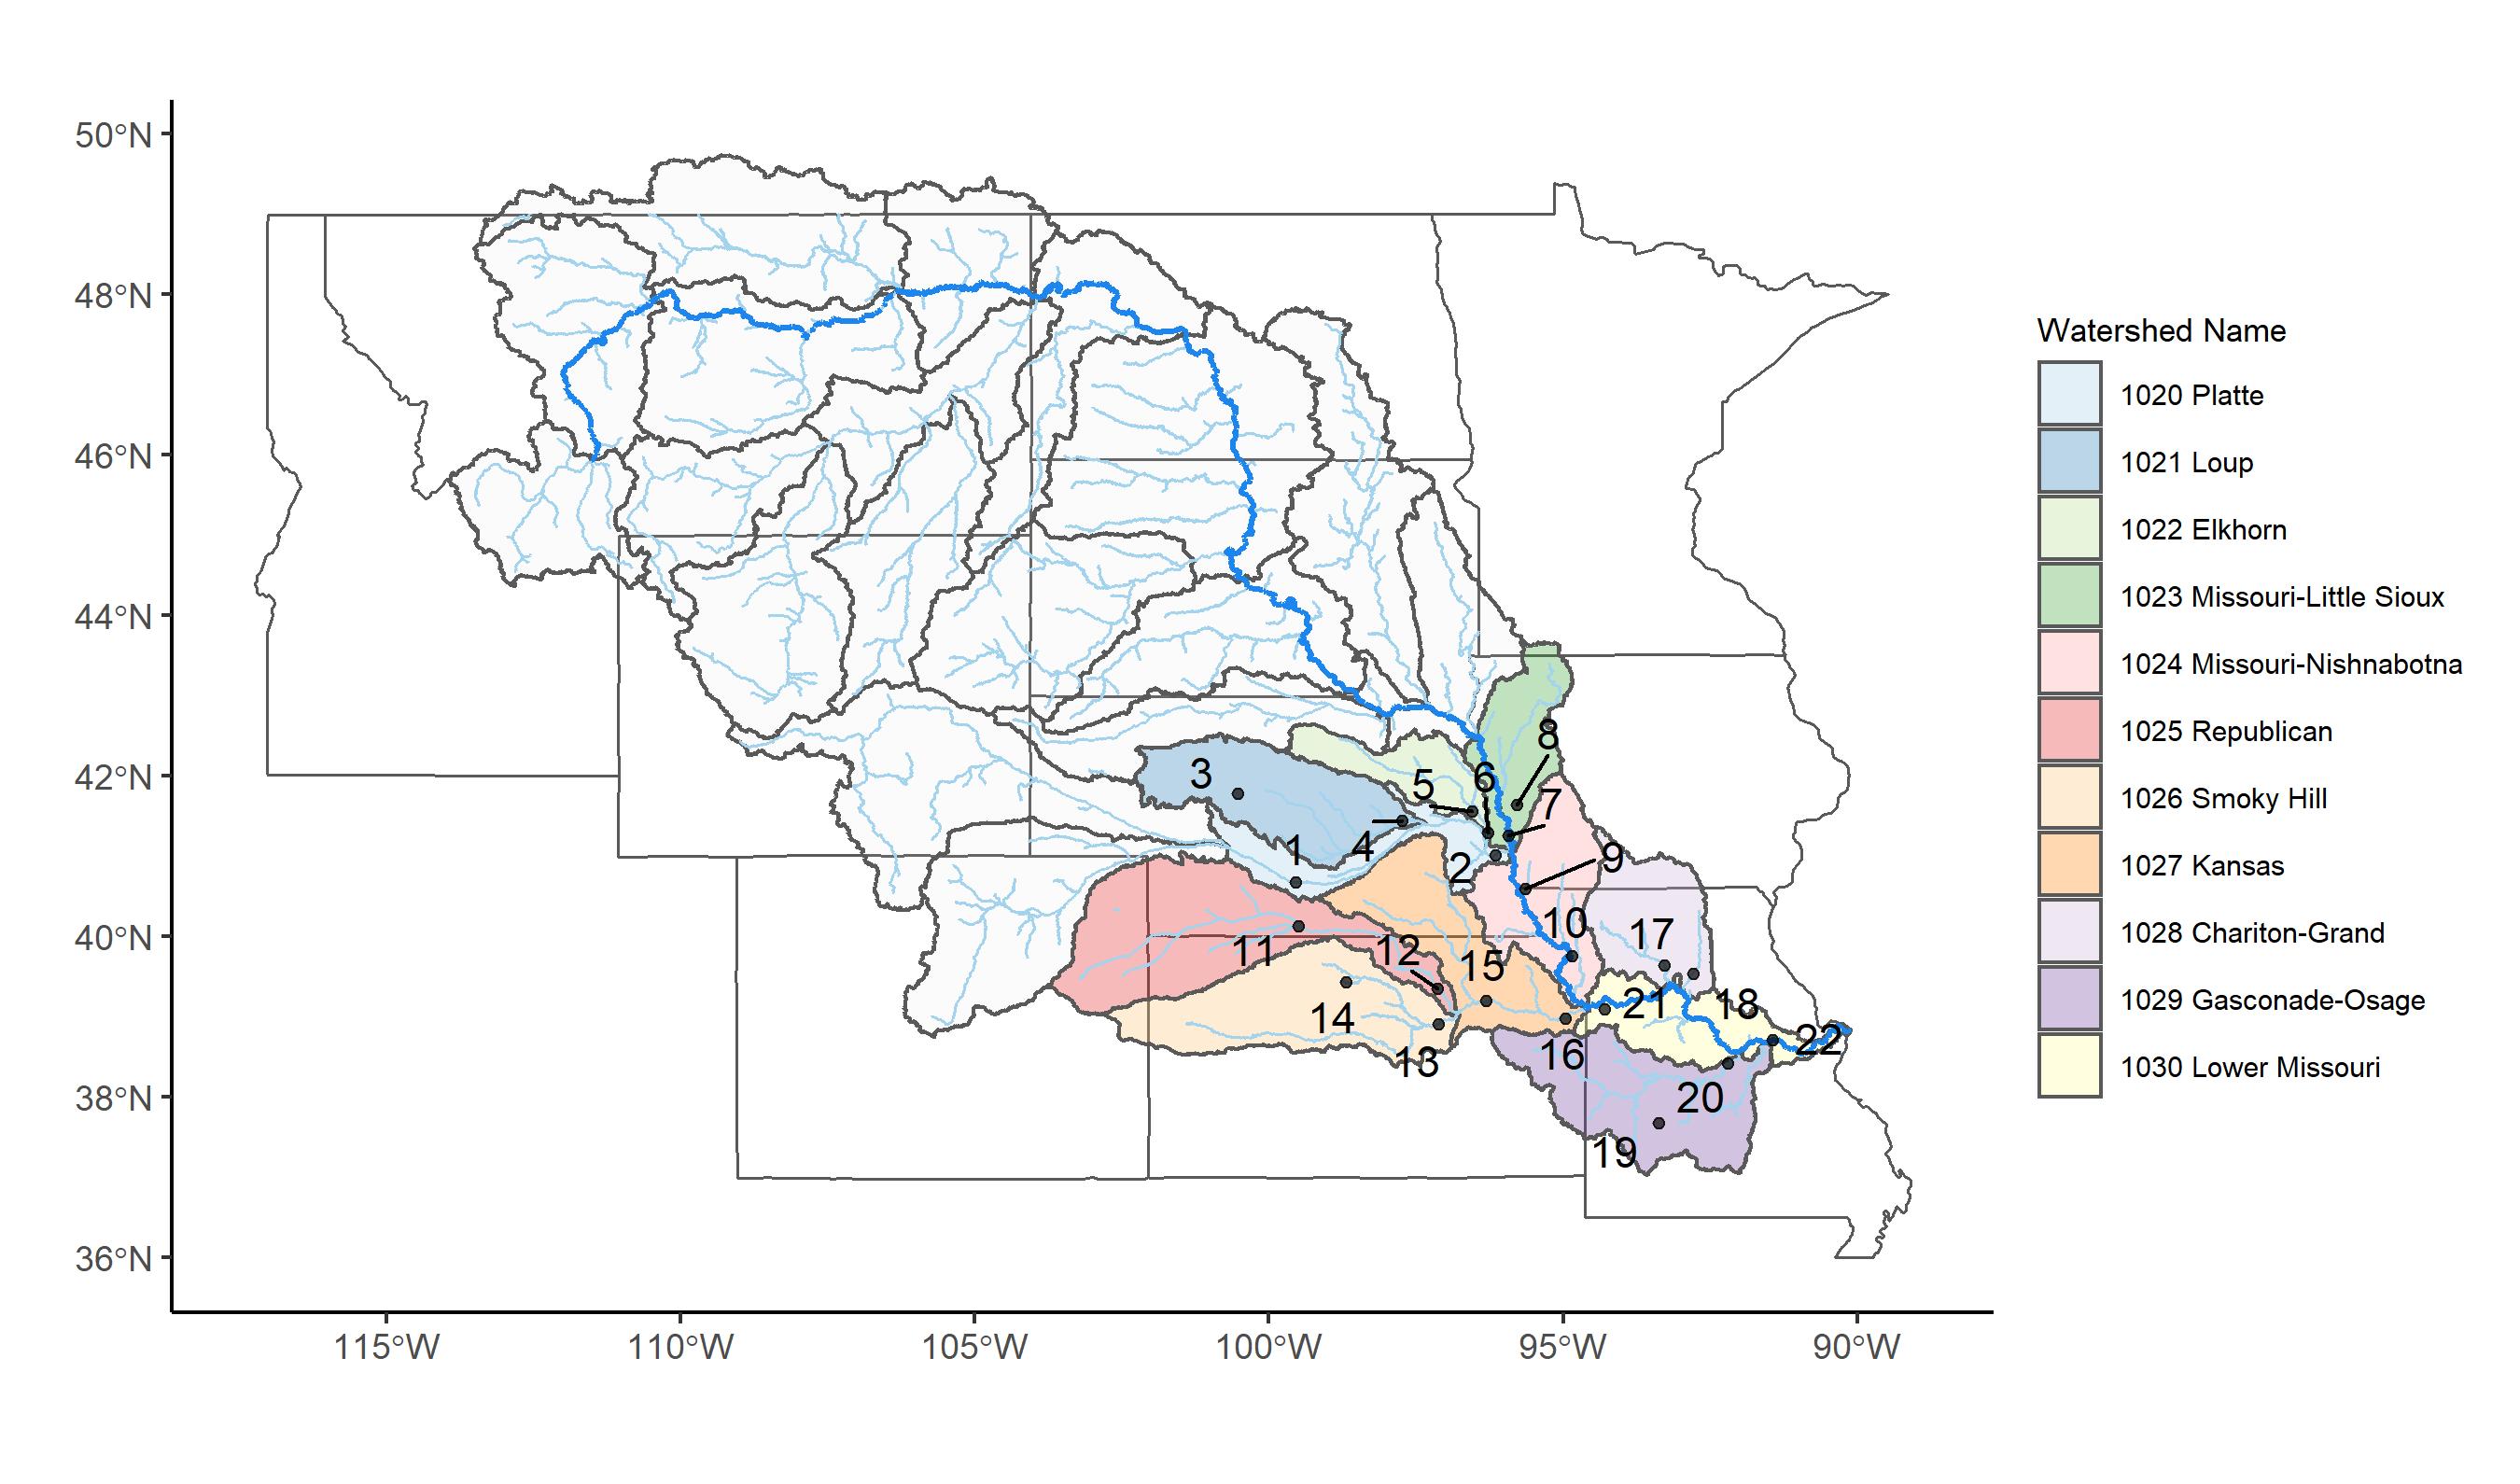 50°N
48°N
46°N
44°N
42°N
40°N
38°N
36°N
115°W
110°W
105°W
100°W
95°W
90°W
8
3
5
6
7
1
4
2
9
10
11
12
15
17
14
21
18
13
16
22
20
19
Watershed Name
1020 Platte
1021 Loup
1022 Elkhorn
1023 Missouri-Little Sioux
1024 Missouri-Nishnabotna
1025 Republican
1026 Smoky Hill
1027 Kansas
1028 Chariton-Grand
1029 Gasconade-Osage
1030 Lower Missouri